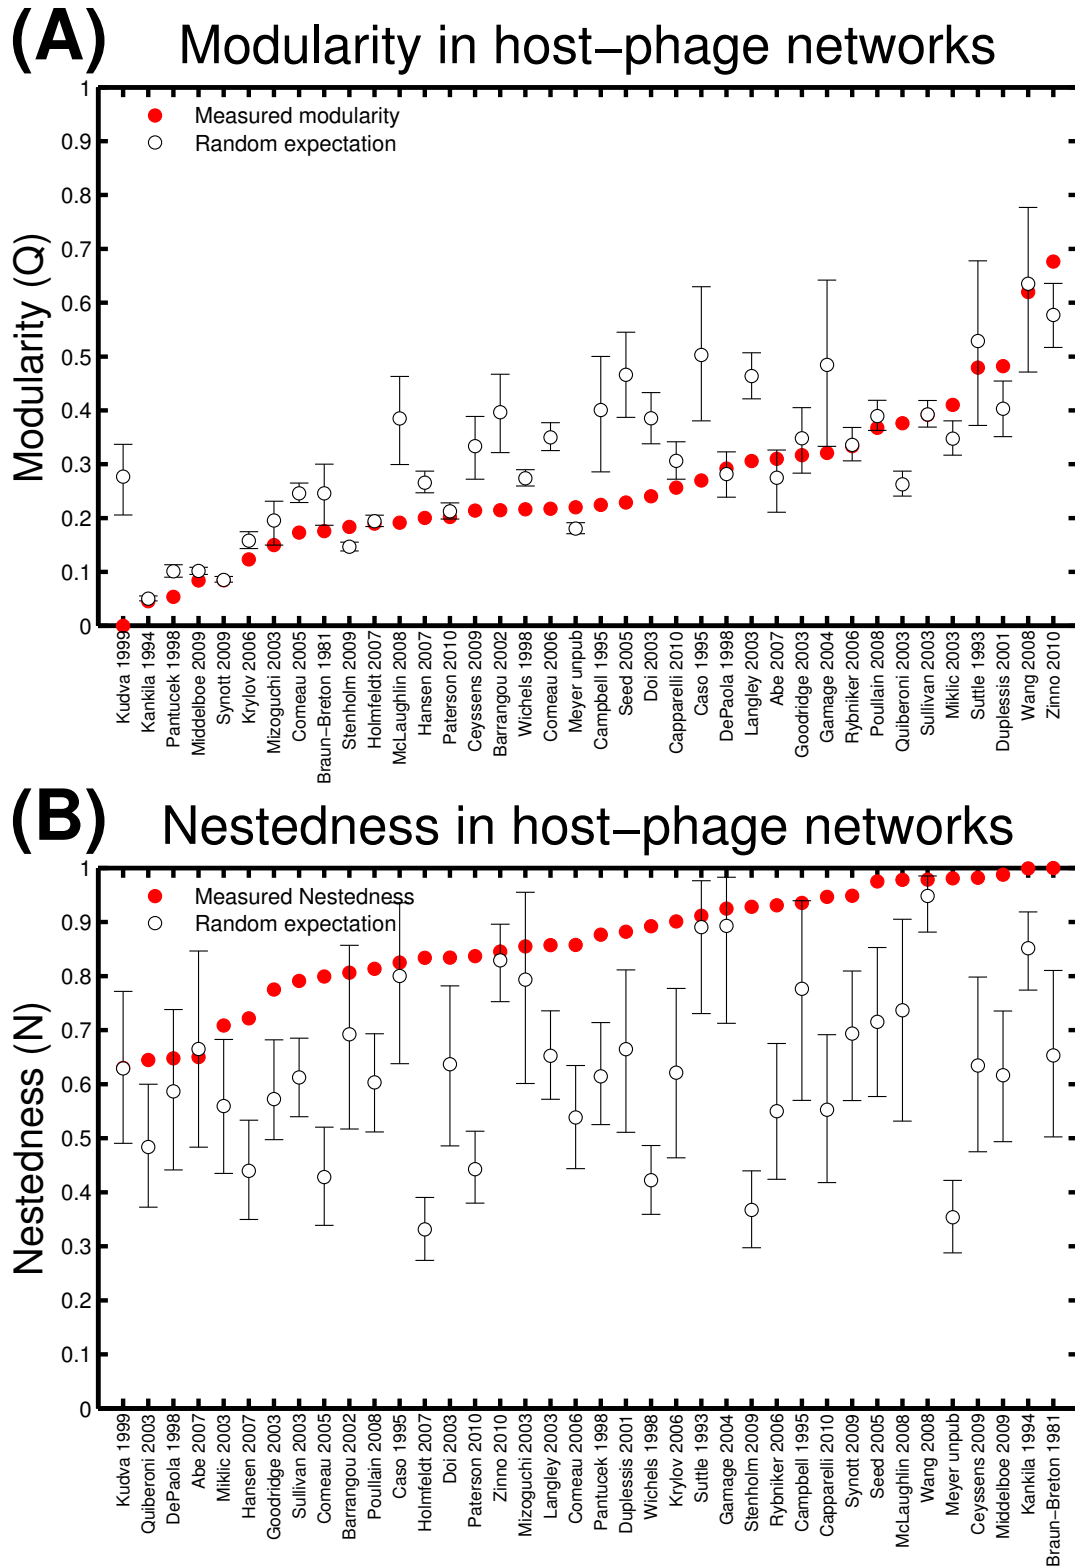 (A) Modularity in host–phage networks
Measured modularity
Random expectation
Modularity (Q)
1
0.9
0.8
0.7
0.6
0.5
0.4
0.3
0.2
0.1
0
Kudva 1999
Kankila 1994
Pantucek 1998
Middelboe 2009
Synott 2009
Krylov 2006
Mizoguchi 2003
Comeau 2005
Braun−Breton 1981
Stenholm 2009
Holmfeldt 2007
McLaughlin 2008
Hansen 2007
Paterson 2010
Ceyssens 2009
Barrangou 2002
Wichels 1998
Comeau 2006
Meyer unpub
Campbell 1995
Seed 2005
Doi 2003
Capparelli 2010
Caso 1995
DePaola 1998
Langley 2003
Abe 2007
Goodridge 2003
Gamage 2004
Rybniker 2006
Poullain 2008
Quiberoni 2003
Sullivan 2003
Miklic 2003
Suttle 1993
Duplessis 2001
Wang 2008
Zinno 2010
(B) Nestedness in host–phage networks
Measured Nestedness
Random expectation
Nestedness (N)
1
0.9
0.8
0.7
0.6
0.5
0.4
0.3
0.2
0.1
0
Kudva 1999
Quiberoni 2003
DePaola 1998
Abe 2007
Miklic 2003
Hansen 2007
Goodridge 2003
Sullivan 2003
Comeau 2005
Barrangou 2002
Poullain 2008
Caso 1995
Holmfeldt 2007
Doi 2003
Paterson 2010
Zinno 2010
Mizoguchi 2003
Langley 2003
Comeau 2006
Pantucek 1998
Duplessis 2001
Wichels 1998
Krylov 2006
Suttle 1993
Gamage 2004
Stenholm 2009
Rybniker 2006
Campbell 1995
Capparelli 2010
Synott 2009
Seed 2005
McLaughlin 2008
Wang 2008
Meyer unpub
Ceyssens 2009
Middelboe 2009
Kankila 1994
Braun−Breton 1981